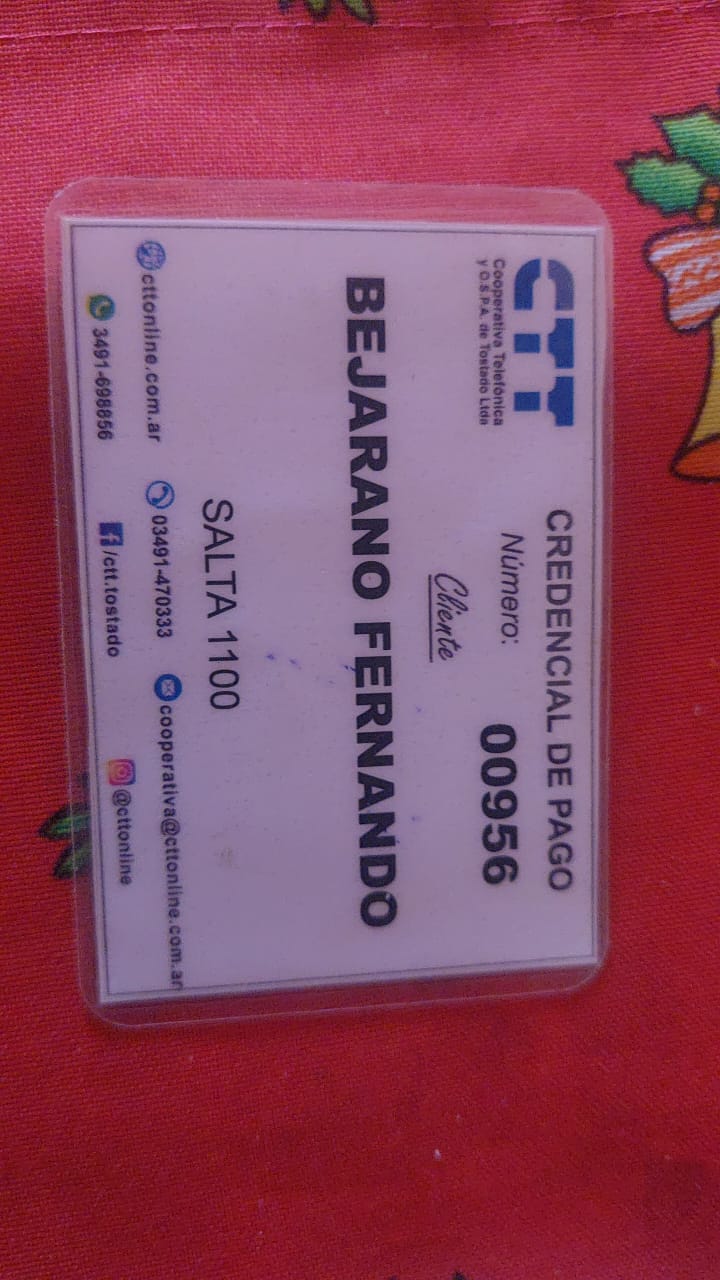 CTT
Cooperativa Telefónica
y O.S.P.A. de Tostado Ltda
CREDENCIAL DE PAGO
Número: 00956
Cliente
BEJARANO FERNANDO
SALTA 1100
cttonline.com.ar 03491-470333 cooperativa@cttonline.com.ar
3491-698856 /ctt.tostado @cttonline